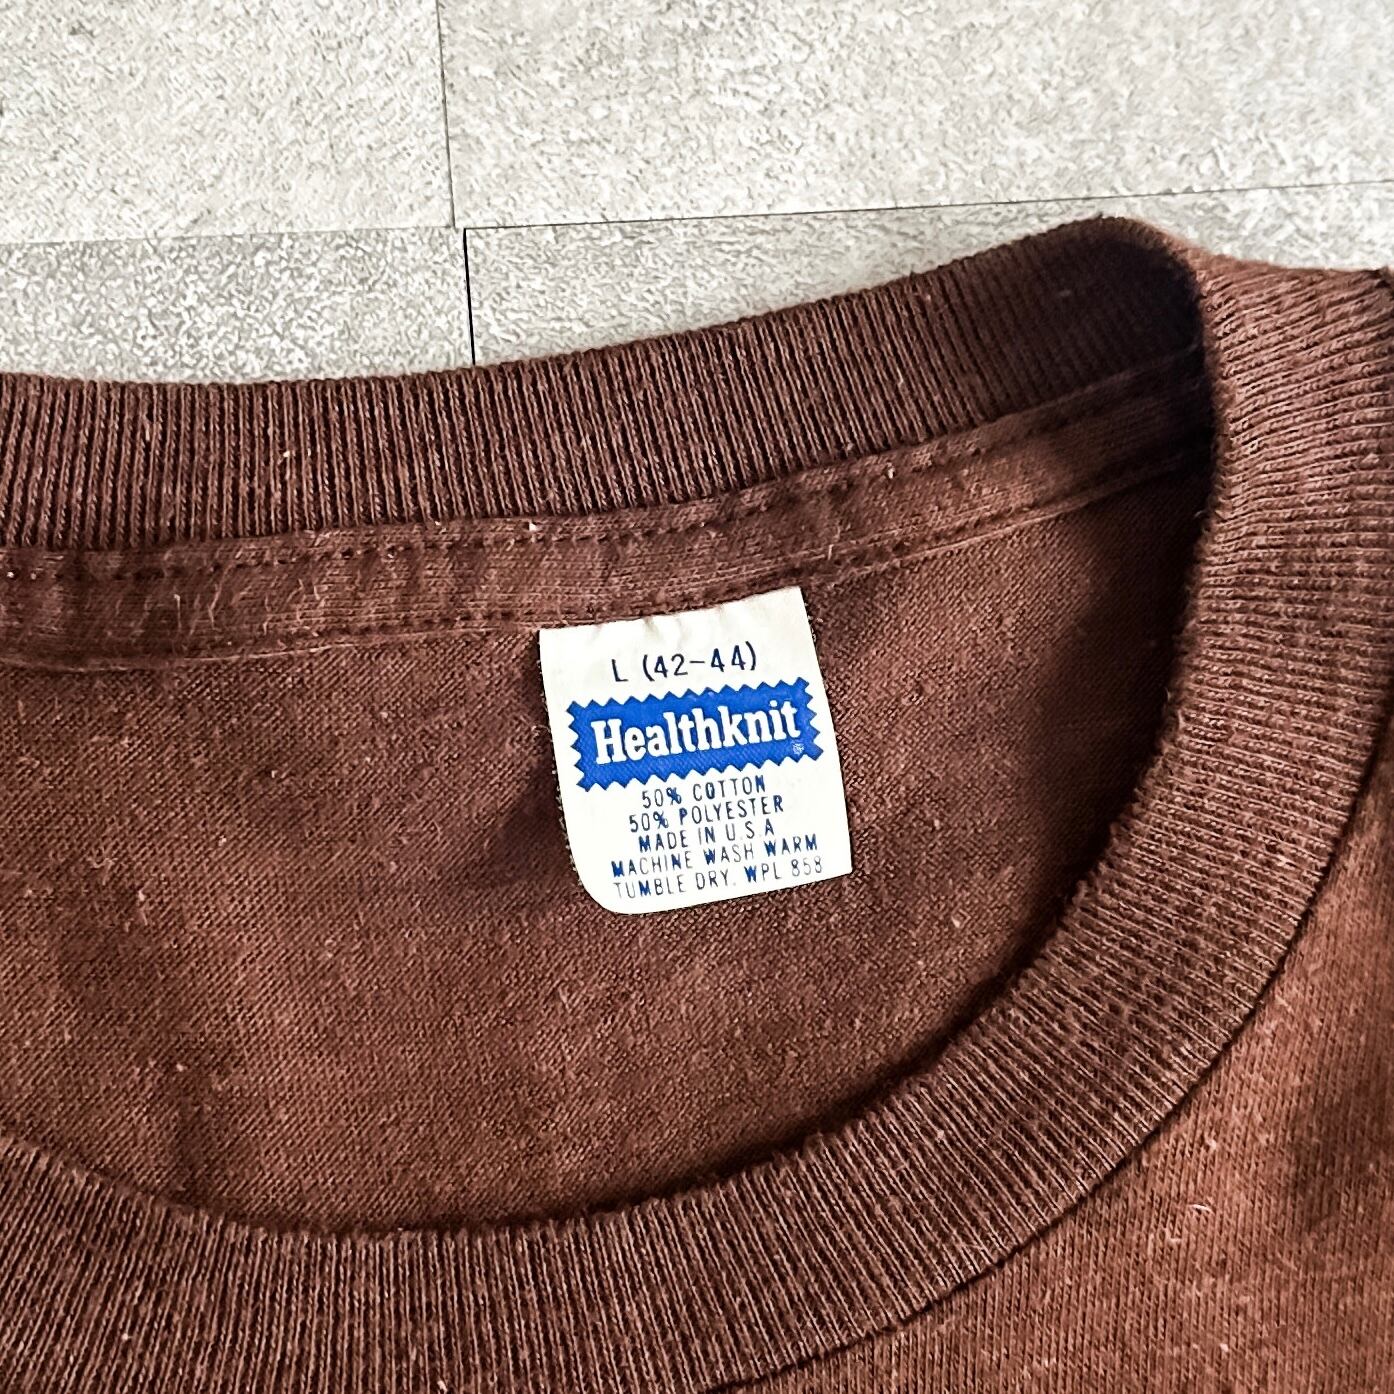 L (42-44)
Healthknit
50% COTTON
50% POLYESTER
MADE IN U.S.A
MACHINE WASH WARM
TUMBLE DRY. WPL 858